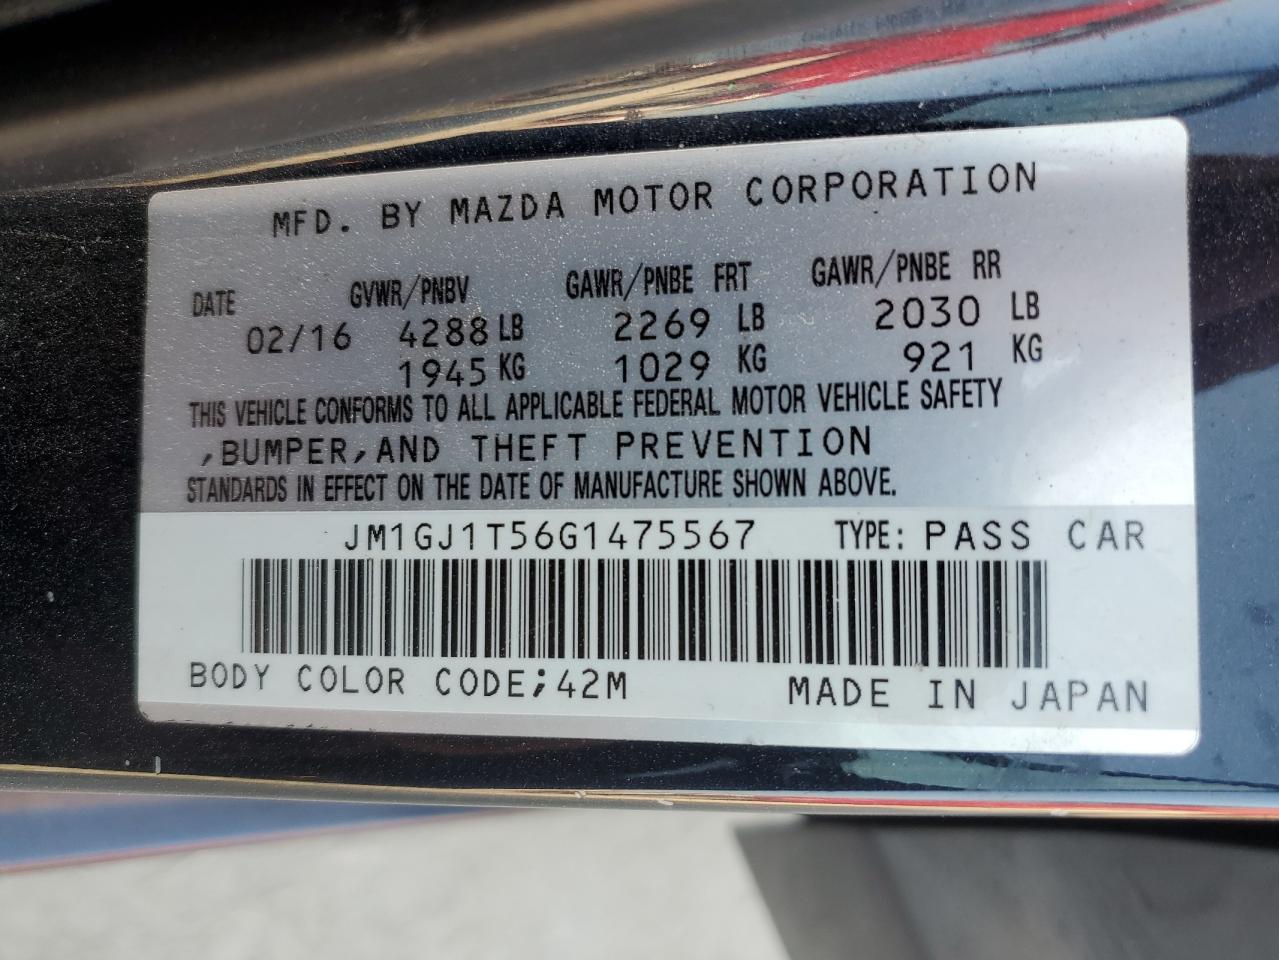 MFD. BY MAZDA MOTOR CORPORATION
DATE GVWR/PNBV GAWR/PNBE FRT GAWR/PNBE RR
02/16 4288 LB 2269 LB 2030 LB
1945 KG 1029 KG 921 KG
THIS VEHICLE CONFORMS TO ALL APPLICABLE FEDERAL MOTOR VEHICLE SAFETY
,BUMPER,AND THEFT PREVENTION
STANDARDS IN EFFECT ON THE DATE OF MANUFACTURE SHOWN ABOVE.
JM1GJ1T56G1475567 TYPE: PASS CAR
BODY COLOR CODE;42M MADE IN JAPAN